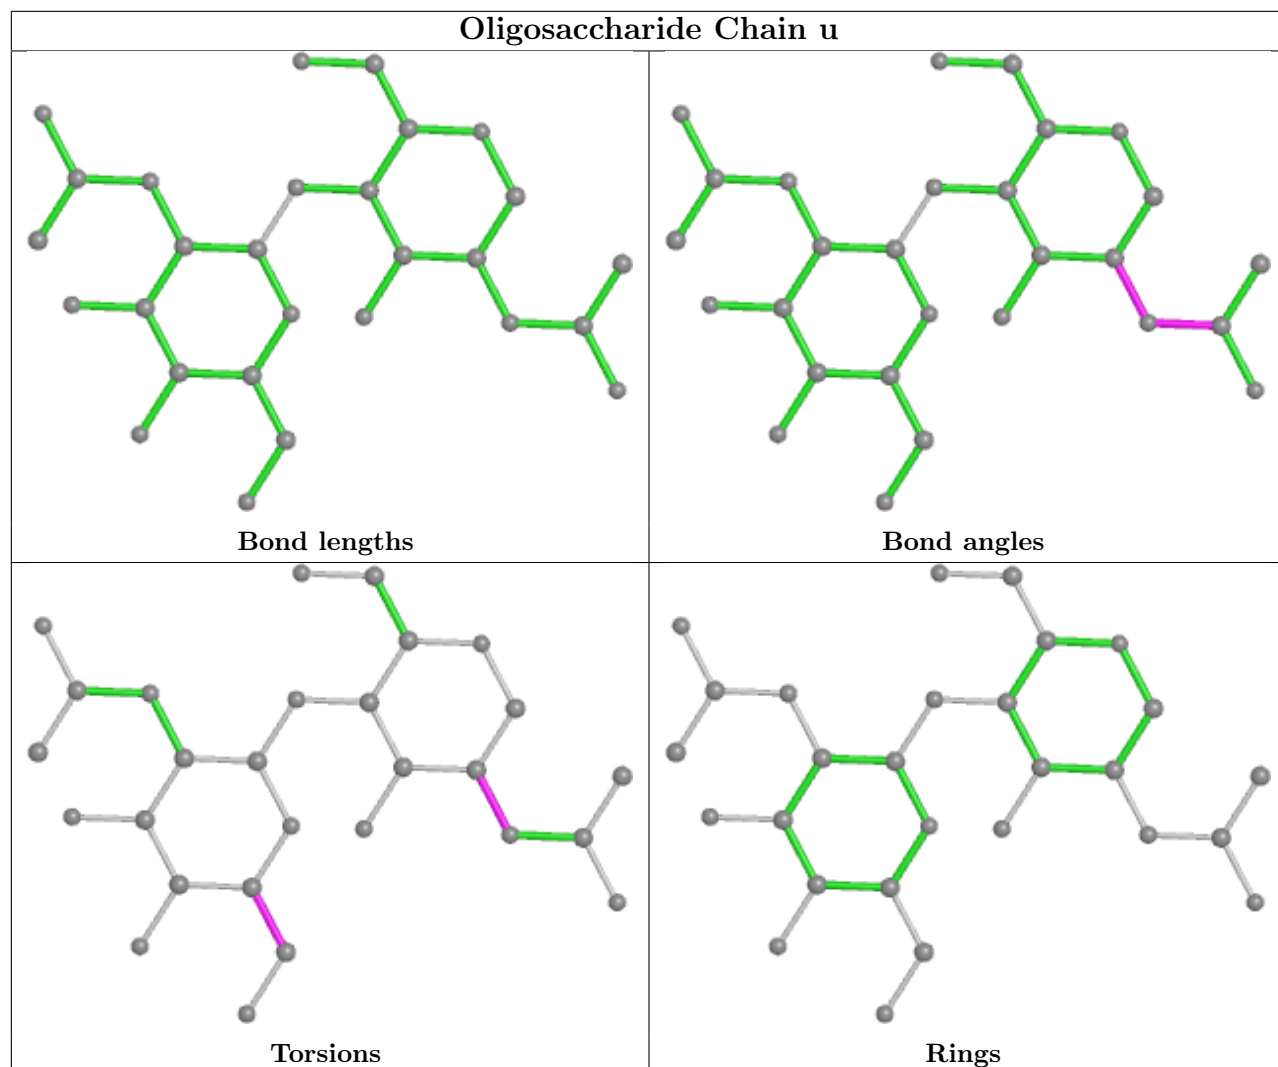 Oligosaccharide Chain u
Bond lengths
Bond angles
Torsions
Rings